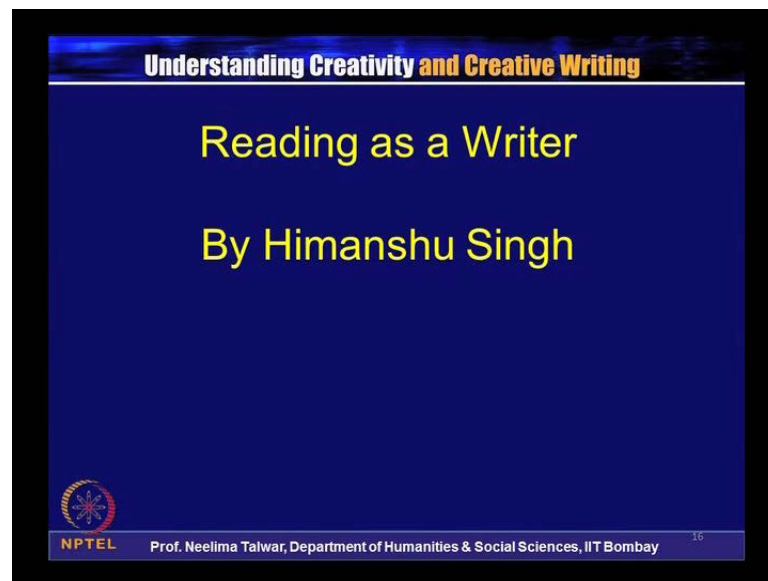 Understanding Creativity and Creative Writing
Reading as a Writer
By Himanshu Singh
NPTEL
Prof. Neelima Talwar, Department of Humanities & Social Sciences, IIT Bombay
16